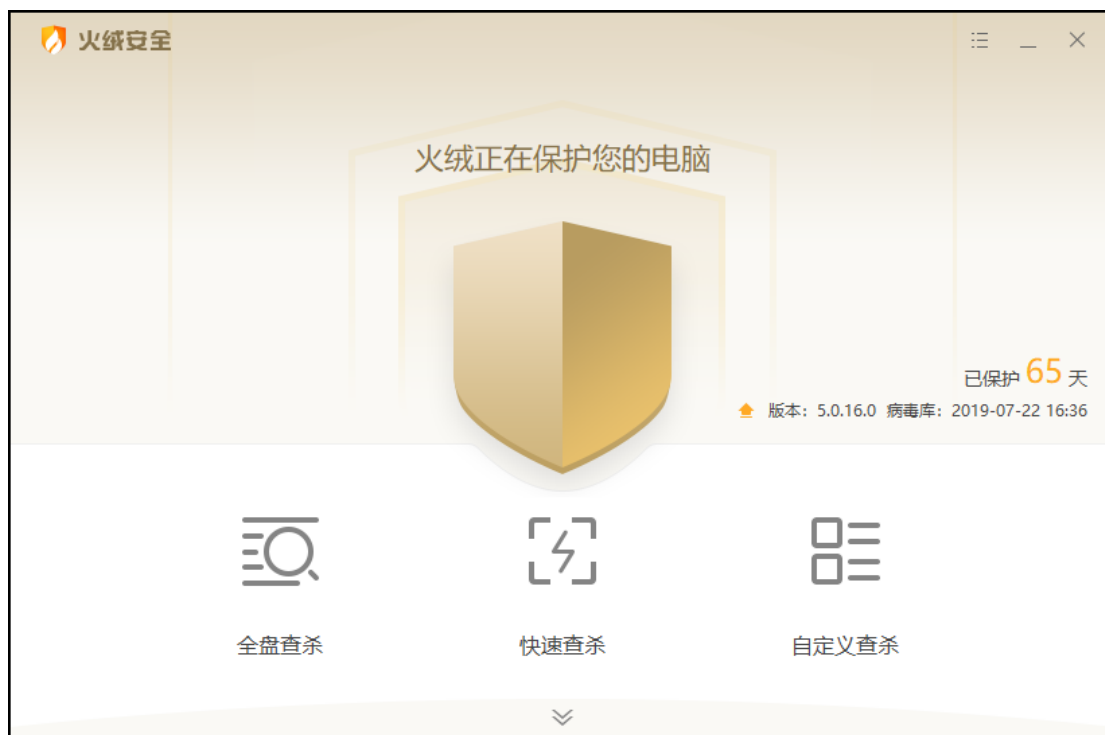 火绒安全
火绒正在保护您的电脑
已保护 65 天
版本：5.0.16.0 病毒库：2019-07-22 16:36
全盘查杀 快速查杀 自定义查杀